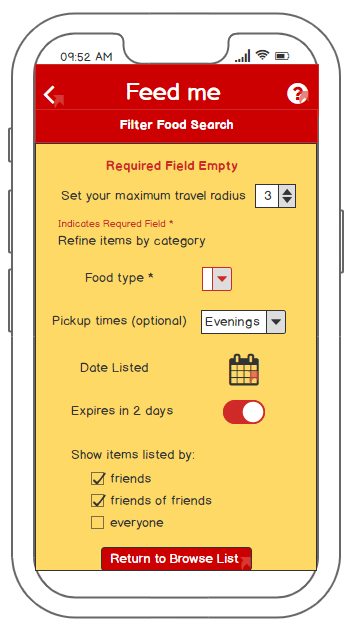 09:52 AM
Feed me
?
Filter Food Search
Required Field Empty
Set your maximum travel radius 3
Indicates Requred Field *
Refine items by category
Food type *
Pickup times (optional) Evenings
Date Listed
Expires in 2 days
Show items listed by:
friends
friends of friends
everyone
Return to Browse List